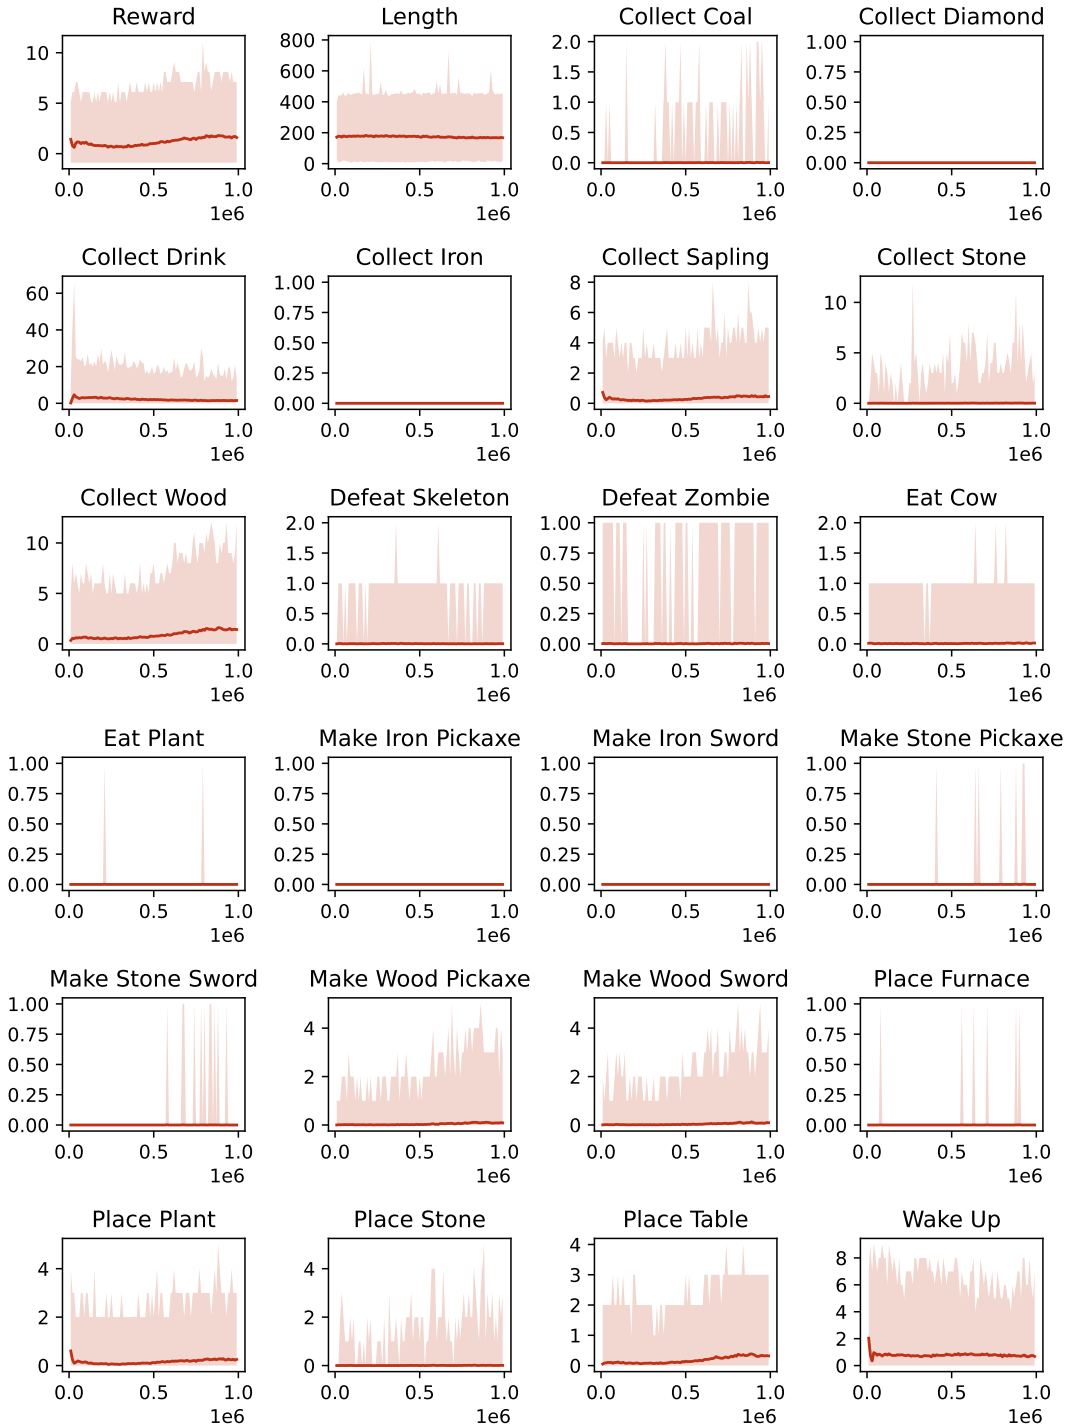 Reward Length Collect Coal Collect Diamond
10
5
0
0.0 0.5 1.0
1e6
800
600
400
200
0
0.0 0.5 1.0
1e6
2.0
1.5
1.0
0.5
0.0
0.0 0.5 1.0
1e6
1.00
0.75
0.50
0.25
0.00
0.0 0.5 1.0
1e6
Collect Drink Collect Iron Collect Sapling Collect Stone
60
40
20
0
0.0 0.5 1.0
1e6
1.00
0.75
0.50
0.25
0.00
0.0 0.5 1.0
1e6
8
6
4
2
0
0.0 0.5 1.0
1e6
10
5
0
0.0 0.5 1.0
1e6
Collect Wood Defeat Skeleton Defeat Zombie Eat Cow
10
5
0
0.0 0.5 1.0
1e6
2.0
1.5
1.0
0.5
0.0
0.0 0.5 1.0
1e6
1.00
0.75
0.50
0.25
0.00
0.0 0.5 1.0
1e6
2.0
1.5
1.0
0.5
0.0
0.0 0.5 1.0
1e6
Eat Plant Make Iron Pickaxe Make Iron Sword Make Stone Pickaxe
1.00
0.75
0.50
0.25
0.00
0.0 0.5 1.0
1e6
1.00
0.75
0.50
0.25
0.00
0.0 0.5 1.0
1e6
1.00
0.75
0.50
0.25
0.00
0.0 0.5 1.0
1e6
1.00
0.75
0.50
0.25
0.00
0.0 0.5 1.0
1e6
Make Stone Sword Make Wood Pickaxe Make Wood Sword Place Furnace
1.00
0.75
0.50
0.25
0.00
0.0 0.5 1.0
1e6
4
2
0
0.0 0.5 1.0
1e6
4
2
0
0.0 0.5 1.0
1e6
1.00
0.75
0.50
0.25
0.00
0.0 0.5 1.0
1e6
Place Plant Place Stone Place Table Wake Up
4
2
0
0.0 0.5 1.0
1e6
4
2
0
0.0 0.5 1.0
1e6
4
3
2
1
0
0.0 0.5 1.0
1e6
8
6
4
2
0
0.0 0.5 1.0
1e6